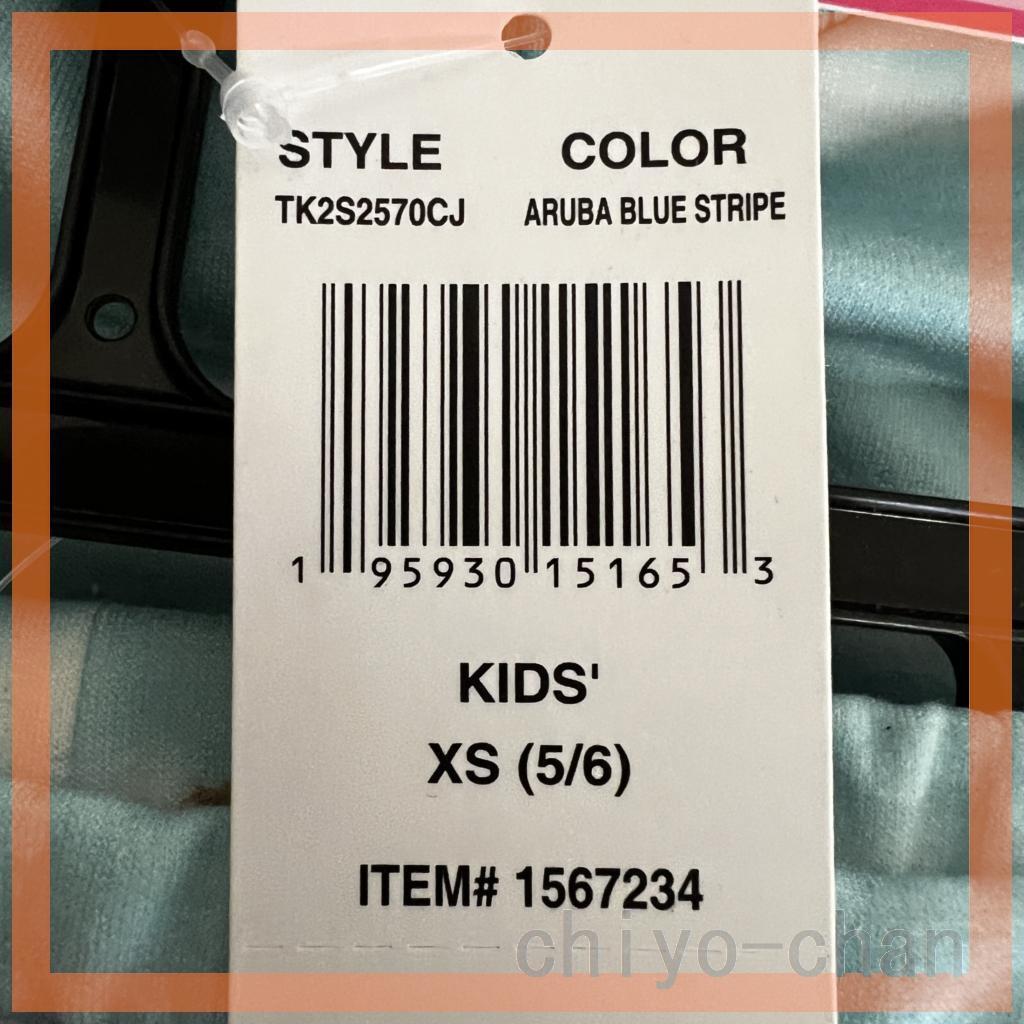 STYLE COLOR
TK2S2570CJ ARUBA BLUE STRIPE
1 95930 15165 3
KIDS'
XS (5/6)
ITEM# 1567234
chiyo-chan